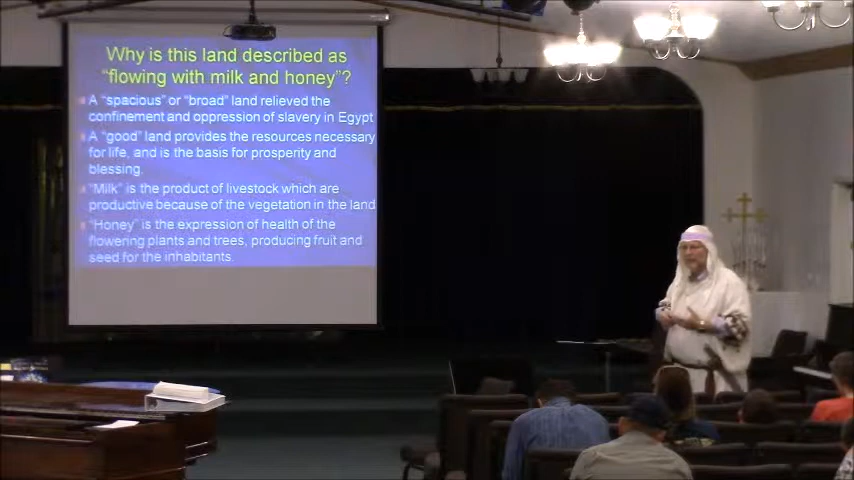 Why is this land described as
"flowing with milk and honey"?
A "spacious" or "broad" land relieved the
confinement and oppression of slavery in Egypt
A "good" land provides the resources necessary
for life, and is the basis for prosperity and
blessing.
"Milk" is the product of livestock which are
productive because of the vegetation in the land
"Honey" is the expression of health of the
flowering plants and trees, producing fruit and
seed for the inhabitants.